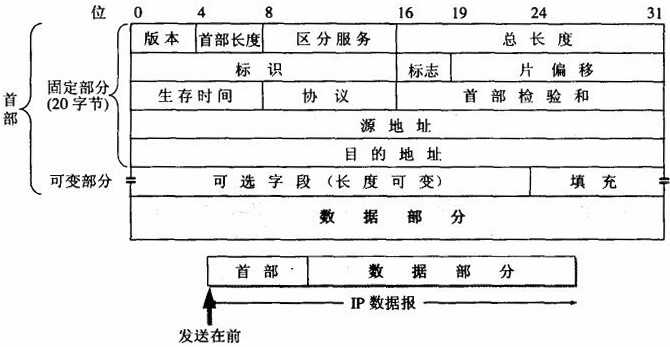 位 0 4 8 16 19 24 31
版本 首部长度 区分服务 总长度
标识 标志 片偏移
固定部分
(20字节)
首部
生存时间 协议 首部检验和
源地址
目的地址
可变部分 可选字段（长度可变） 填充
数据部分
首部 数据部分
IP数据报
发送在前